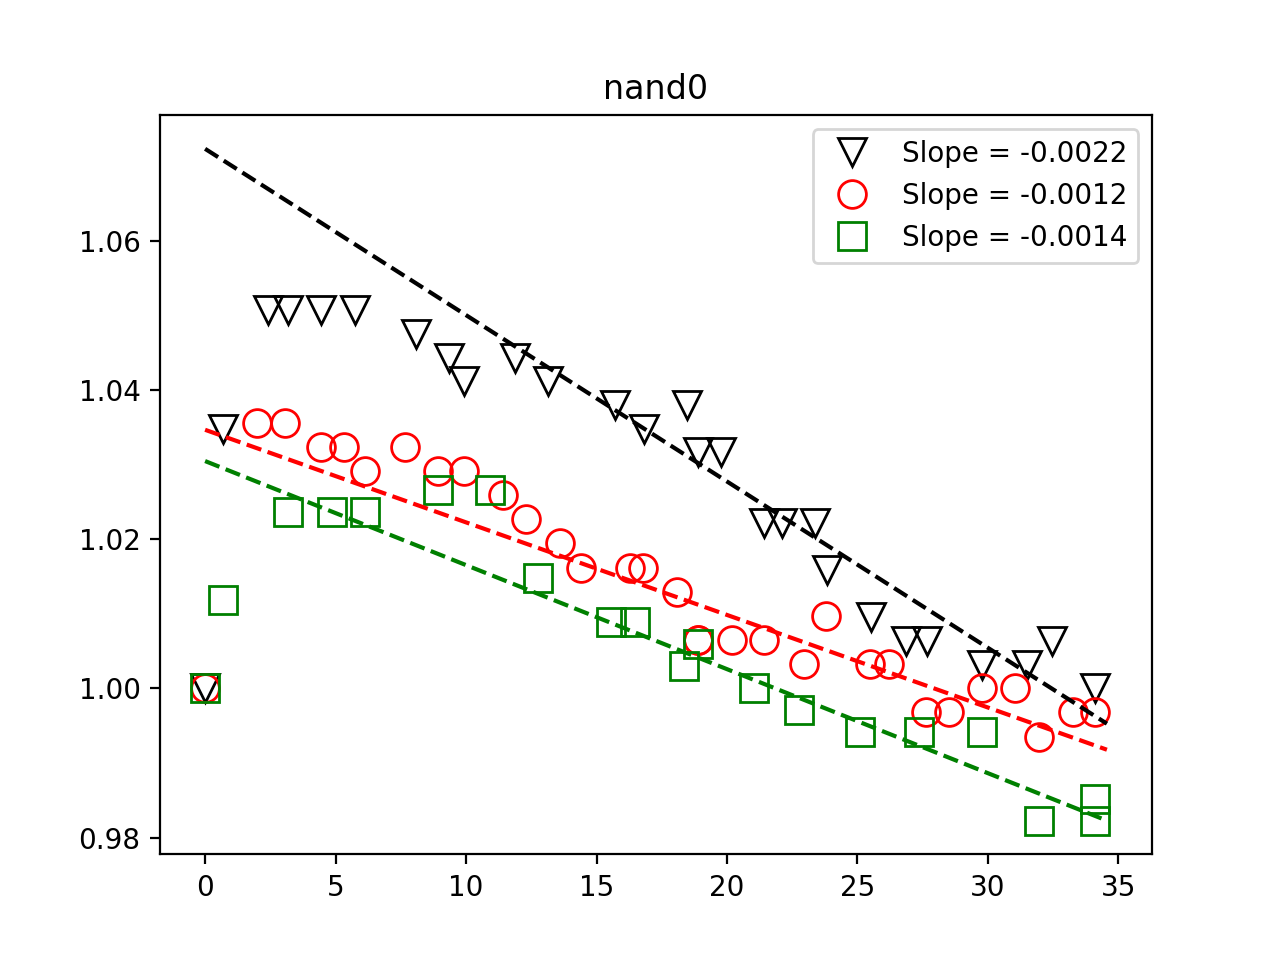 nand0
Slope = -0.0022
Slope = -0.0012
Slope = -0.0014
1.06
1.04
1.02
1.00
0.98
0 5 10 15 20 25 30 35